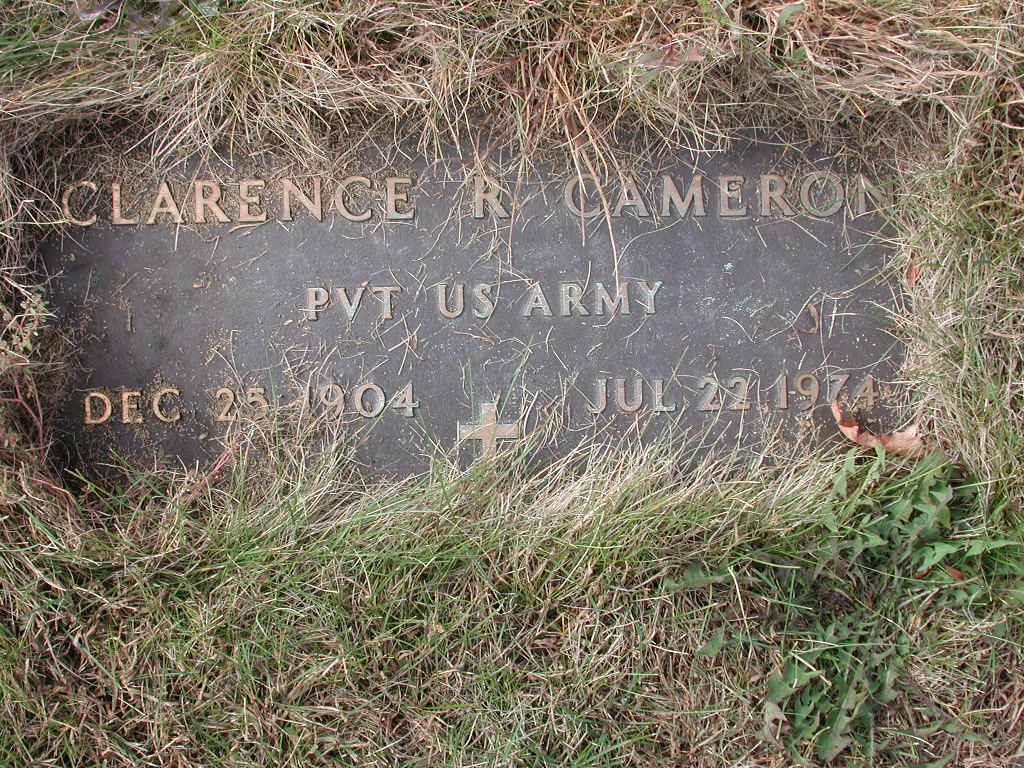 CLARENCE R CAMERON
PVT US ARMY
DEC 25 1904 JUL 22 1974